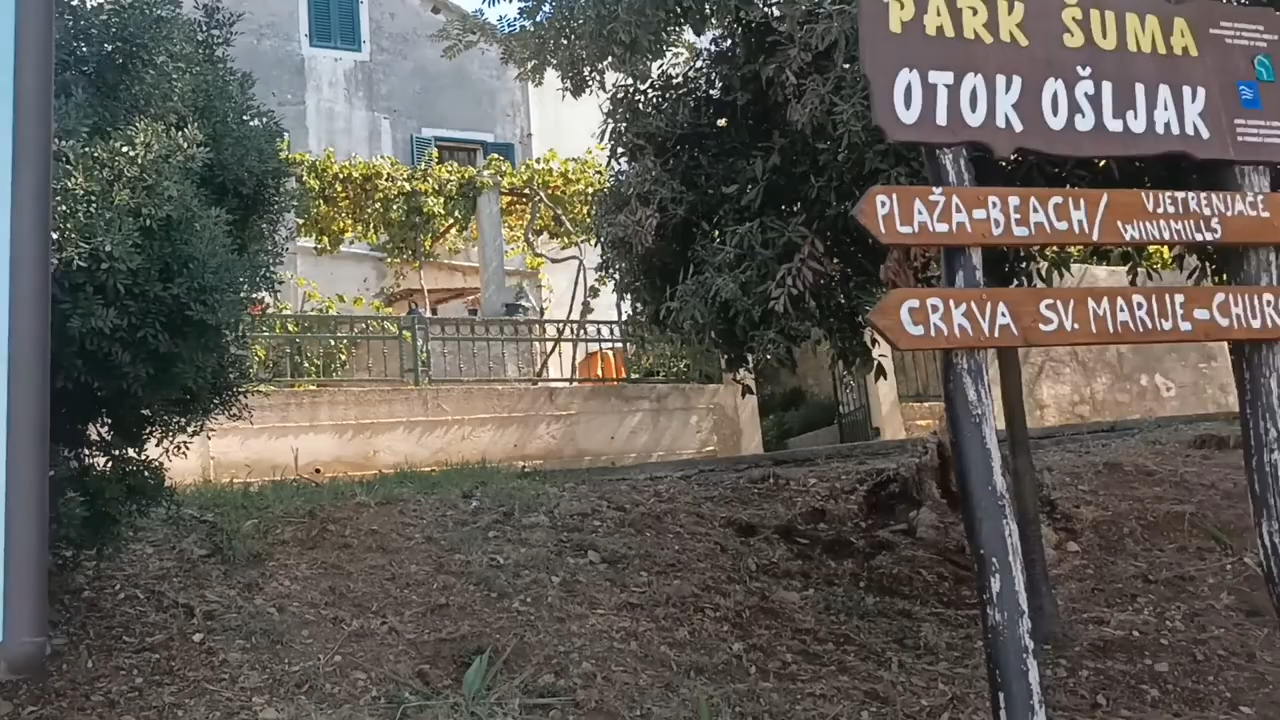 PARK ŠUMA
OTOK OŠLJAK
PLAŽA-BEACH/ VJETRENJAČE
WINDMILLS
CRKVA SV. MARIJE-CHUR